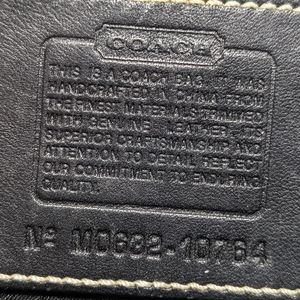 COACH
THIS IS A COACH BAG. IT WAS
HANDCRAFTED IN CHINA FROM
THE FINEST MATERIALS TRIMMED
WITH GENUINE LEATHER. ITS
SUPERIOR CRAFTSMANSHIP AND
ATTENTION TO DETAIL REFLECT
OUR COMMITMENT TO ENDURING
QUALITY.
Nº M0632-10764